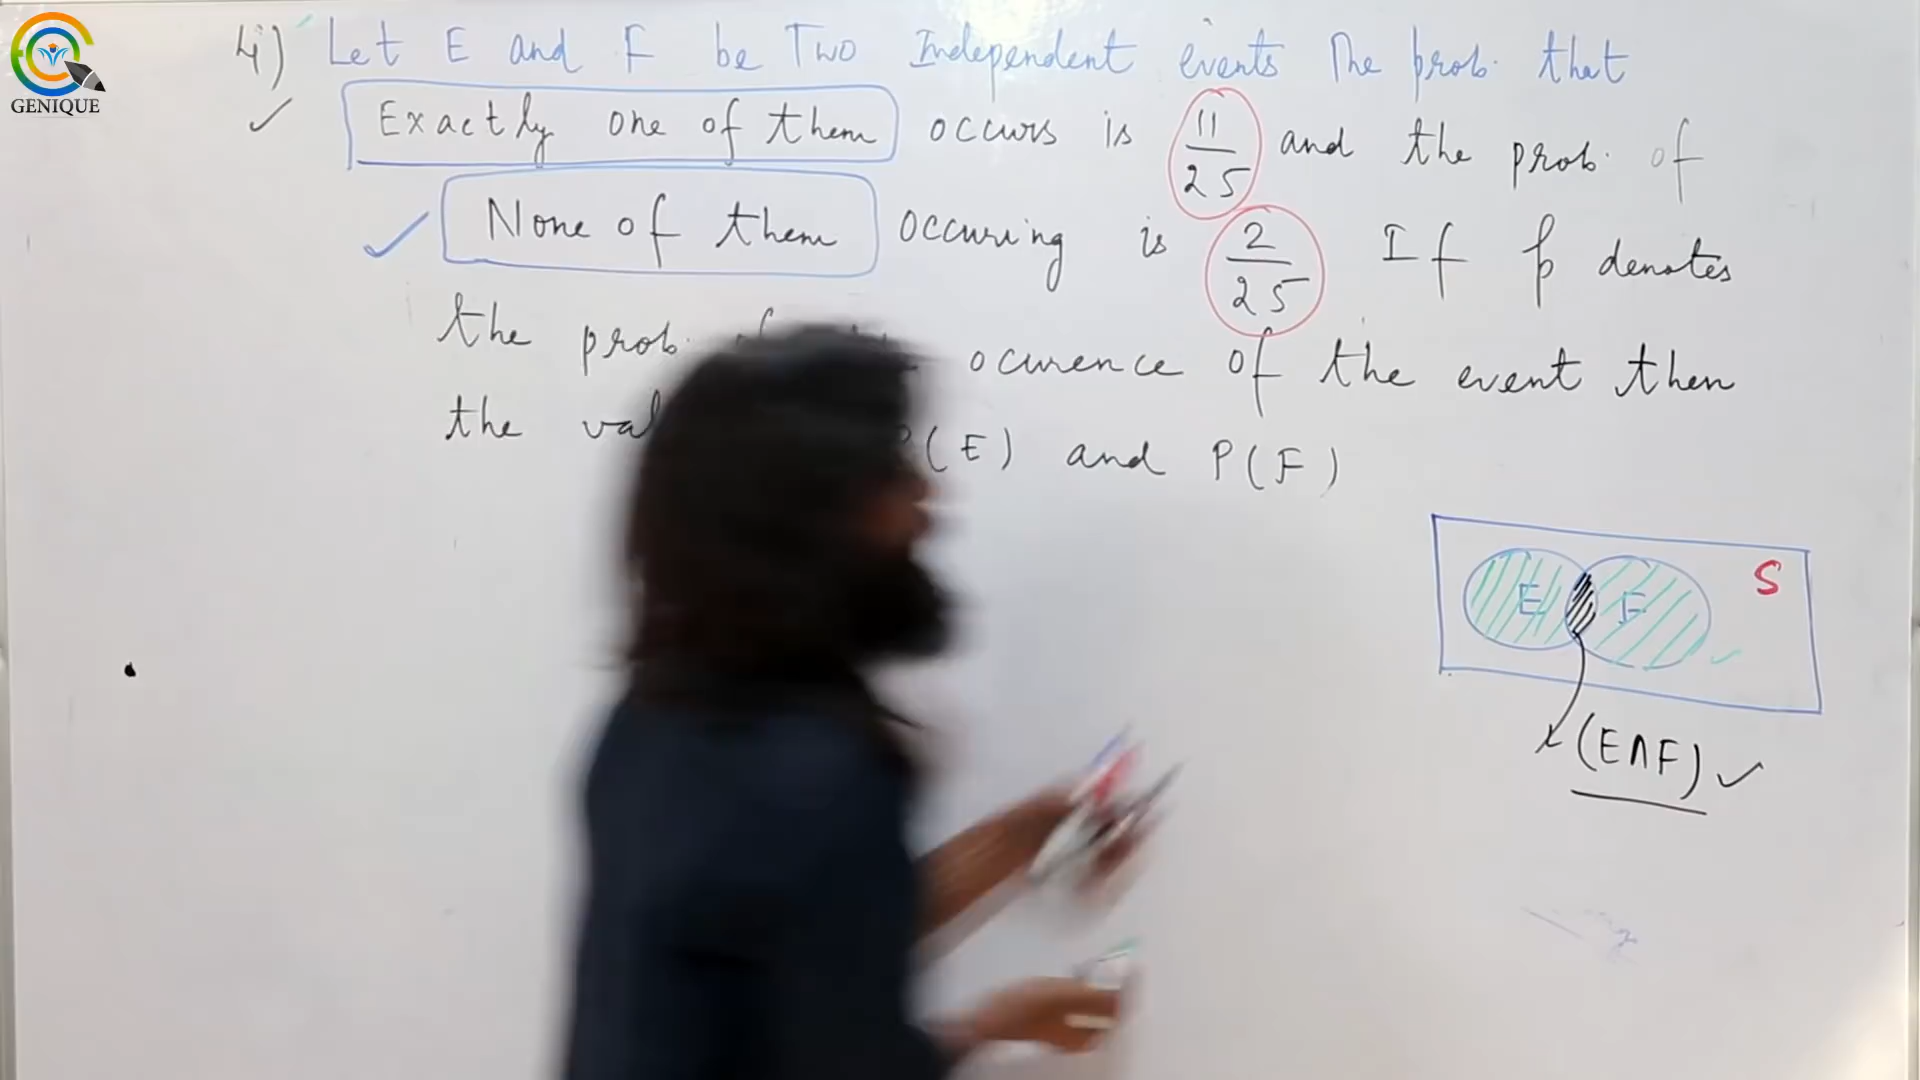 GENIQUE
4) Let E and F be Two Independent events The prob. that
Exactly one of them occurs is 11/25 and the prob. of
None of them occuring is 2/25 If p denotes
the prob. ocurence of the event then
the P(E) and P(F)
E F S
(E∩F)